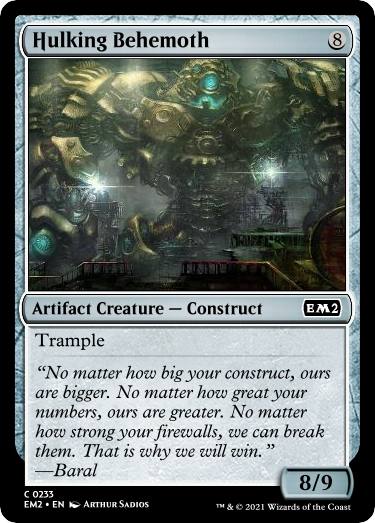 Hulking Behemoth 8
Artifact Creature — Construct EM2
Trample
“No matter how big your construct, ours
are bigger. No matter how great your
numbers, ours are greater. No matter
how strong your firewalls, we can break
them. That is why we will win.”
—Baral
8/9
C 0233
EM2 • EN Arthur Sadios
™ & © 2021 Wizards of the Coast